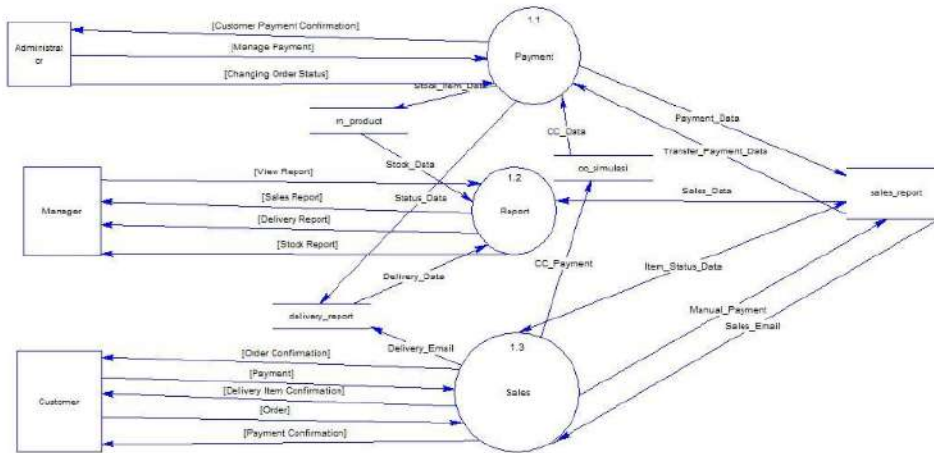 1.1
[Customer Payment Confirmation]
Administrat
or
[Manage Payment]
Payment
[Changing Order Status]
Stock_Item_Data
m_product
Payment_Data
CC_Data
Transfer_Payment_Data
Stock_Data
cc_simulasi
[View Report]
1.2
sales_report
Status_Data
Sales_Data
[Sales Report]
Manager
Report
[Delivery Report]
[Stock Report]
CC_Payment
Item_Status_Data
Delivery_Data
Manual_Payment
delivery_report
Sales_Email
1.3
Delivery_Email
[Order Confirmation]
[Payment]
[Delivery Item Confirmation]
Customer
Sales
[Order]
[Payment Confirmation]